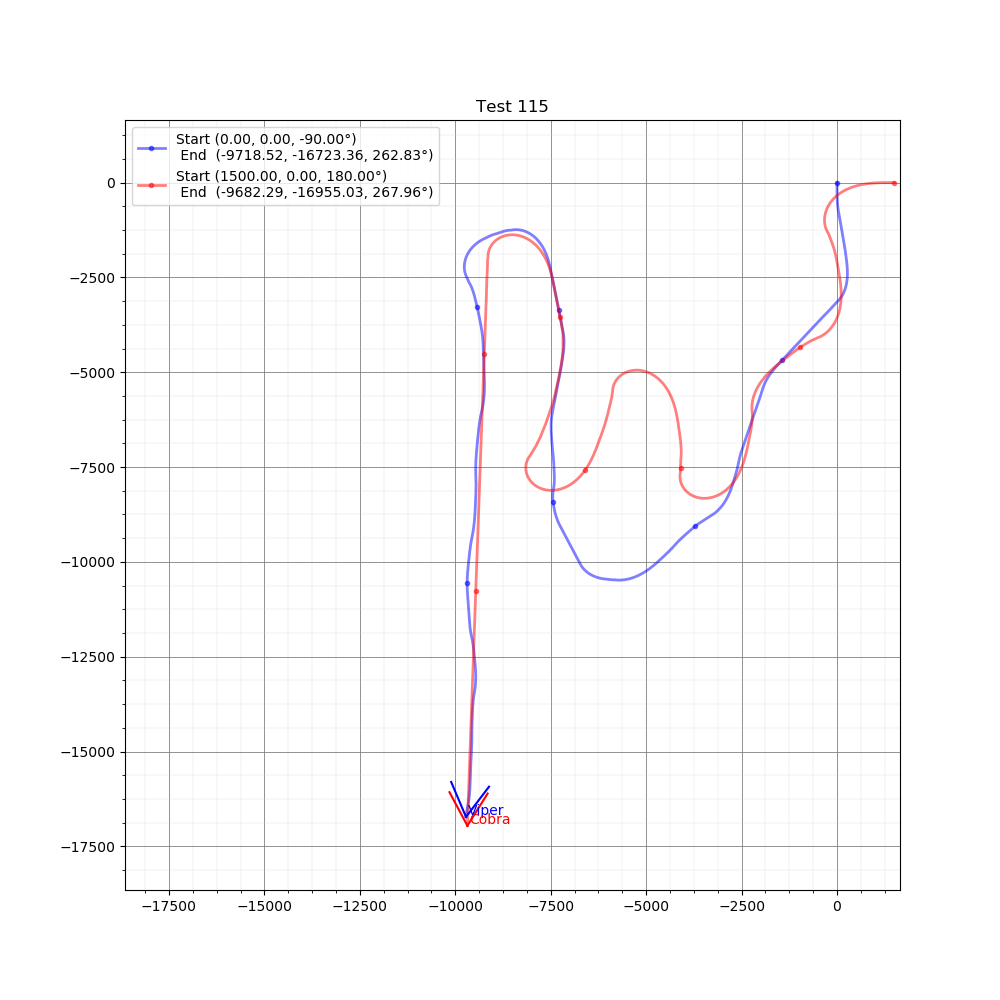 Test 115
Start (0.00, 0.00, -90.00°)
End  (-9718.52, -16723.36, 262.83°)
Start (1500.00, 0.00, 180.00°)
End  (-9682.29, -16955.03, 267.96°)
0
−2500
−5000
−7500
−10000
−12500
−15000
−17500
Cobra
−17500 −15000 −12500 −10000 −7500 −5000 −2500 0